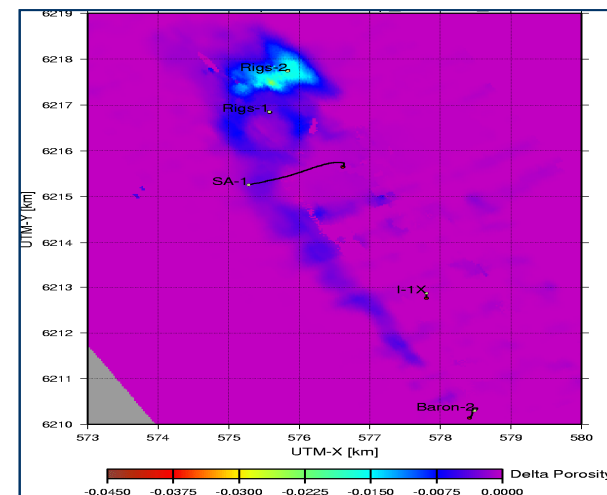 6219
6218
6217
6216
6215
6214
6213
6212
6211
6210
UTM-Y [km]
Rigs-2
Rigs-1
SA-1
I-1X
Baron-2
573 574 575 576 577 578 579 580
UTM-X [km]
Delta Porosity
-0.0450 -0.0375 -0.0300 -0.0225 -0.0150 -0.0075 0.0000